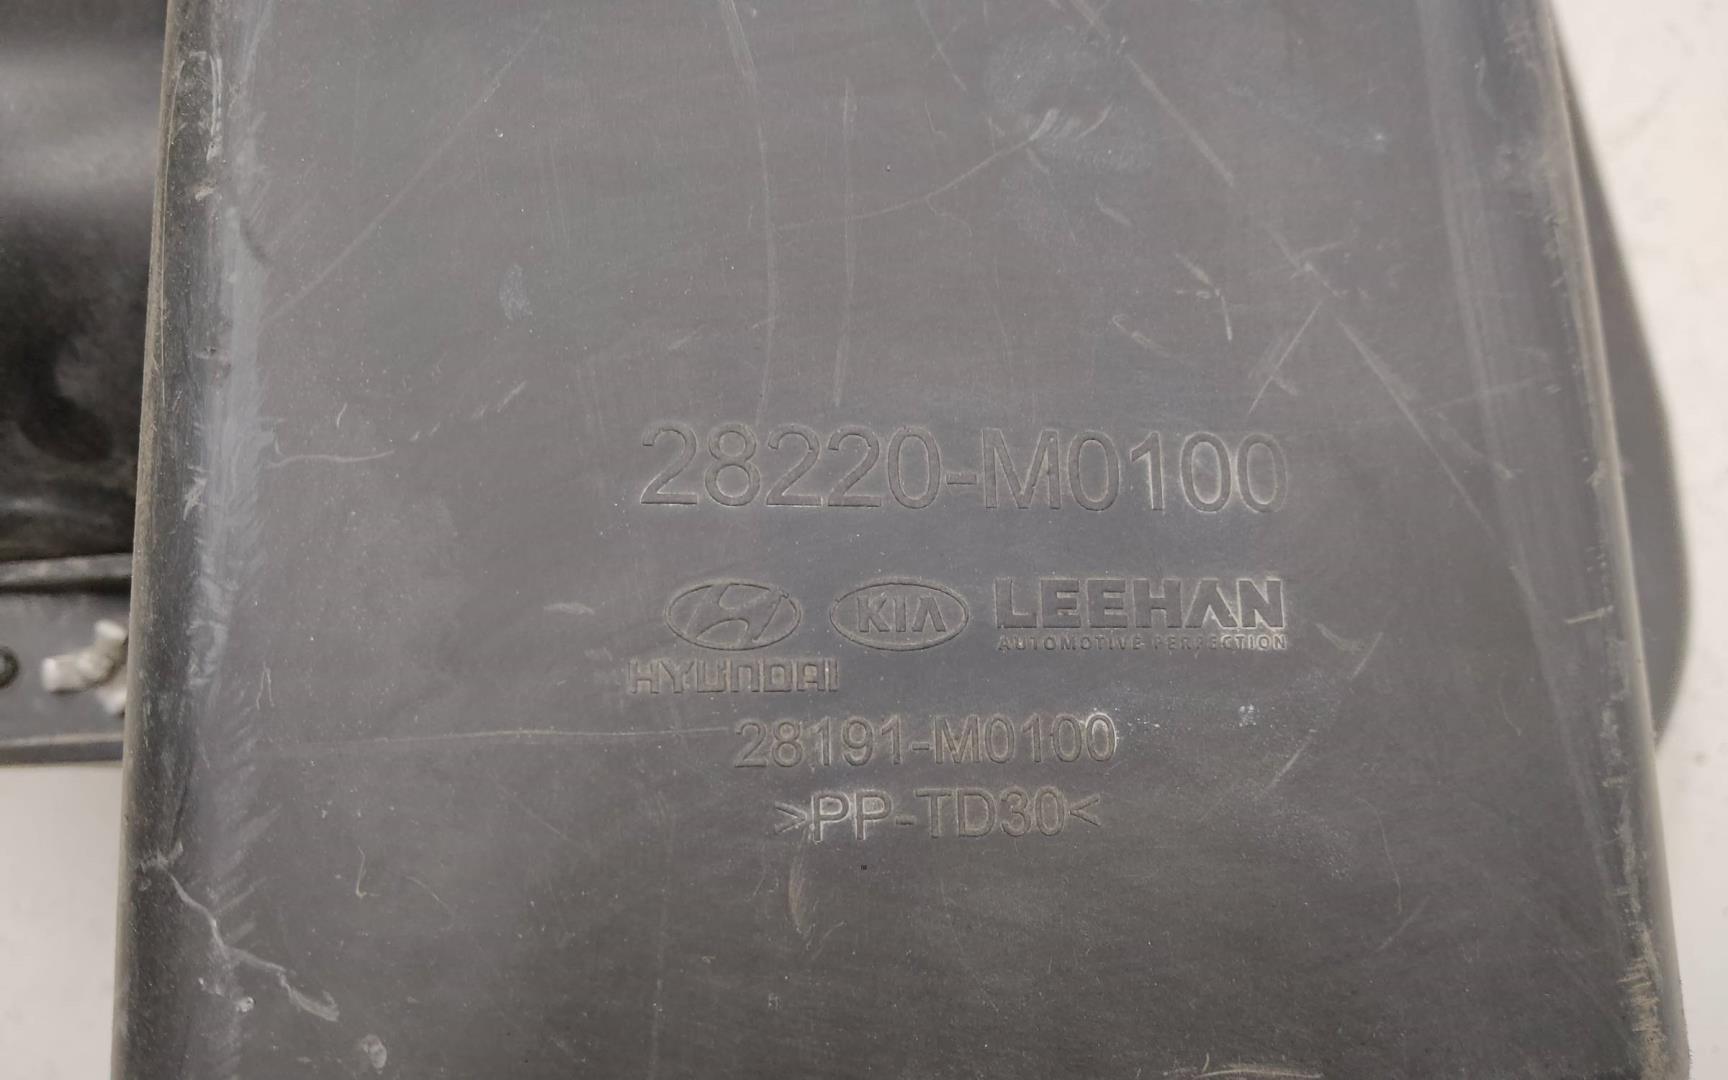 28220-M0100
KIA LEEHAN
AUTOMOTIVE PERFECTION
HYUNDAI
28191-M0100
>PP-TD30<